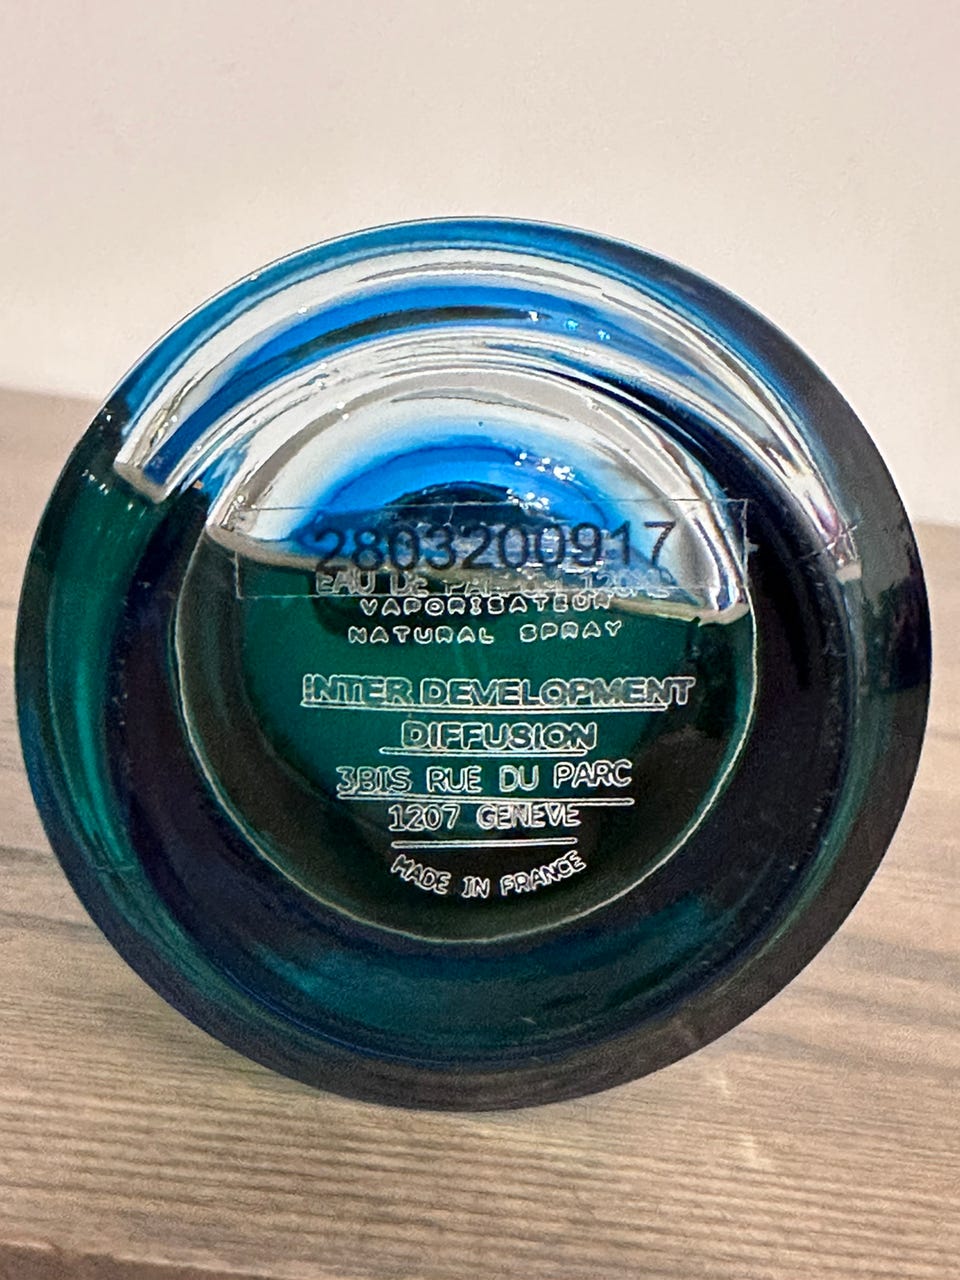 2803200917
EAU DE PARFUM 120ML
VAPORISATEUR
NATURAL SPRAY
INTER DEVELOPMENT
DIFFUSION
3BIS RUE DU PARC
1207 GENEVE
MADE IN FRANCE